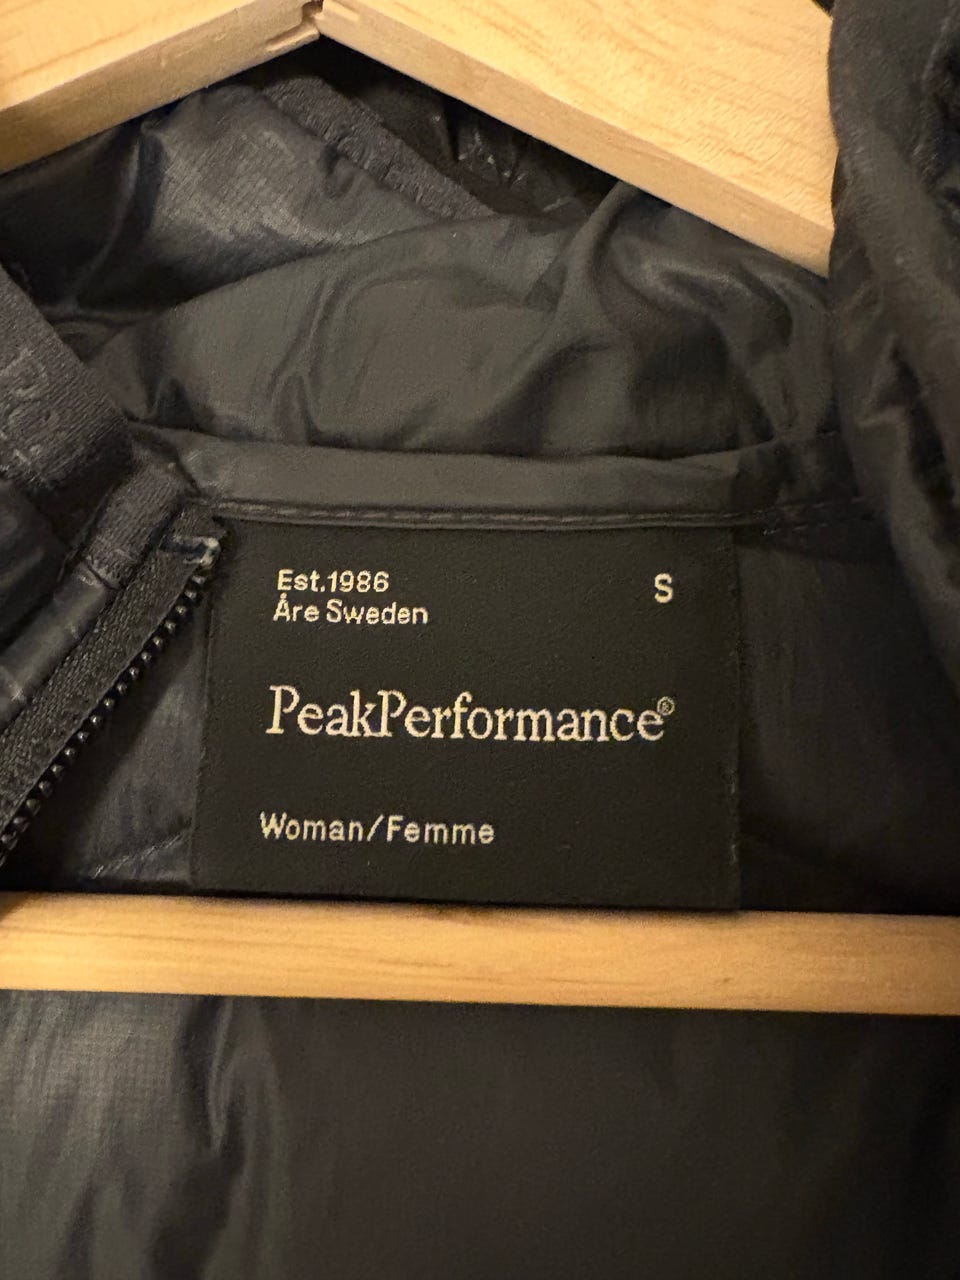 Est.1986
Åre Sweden
S
PeakPerformance®
Woman/Femme